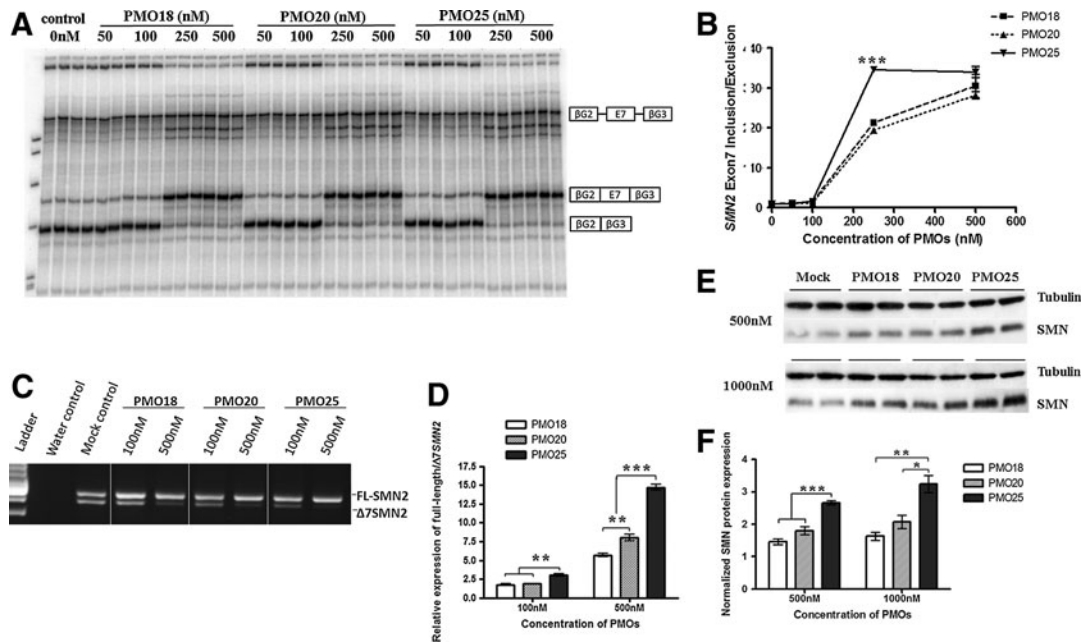 A
control PMO18 (nM) PMO20 (nM) PMO25 (nM)
0nM 50 100 250 500 50 100 250 500 50 100 250 500
βG2 E7 βG3
βG2 E7 βG3
βG2 βG3
B
PMO18
PMO20
PMO25
SMN2 Exon7 Inclusion/Exclusion
40
30
20
10
0
***
0 100 200 300 400 500 600
Concentration of PMOs (nM)
C
Ladder
Water control
Mock control
PMO18 PMO20 PMO25
100nM 500nM 100nM 500nM 100nM 500nM
-FL-SMN2
-Δ7SMN2
D
PMO18
PMO20
PMO25
Relative expression of full-length/Δ7SMN2
17.5
15.0
12.5
10.0
7.5
5.0
2.5
0.0
** ** ***
100nM 500nM
Concentration of PMOs
E
Mock PMO18 PMO20 PMO25
500nM
Tubulin
SMN
1000nM
Tubulin
SMN
F
PMO18
PMO20
PMO25
Normalized SMN protein expression
4
3
2
1
0
*** ** *
500nM 1000nM
Concentration of PMOs